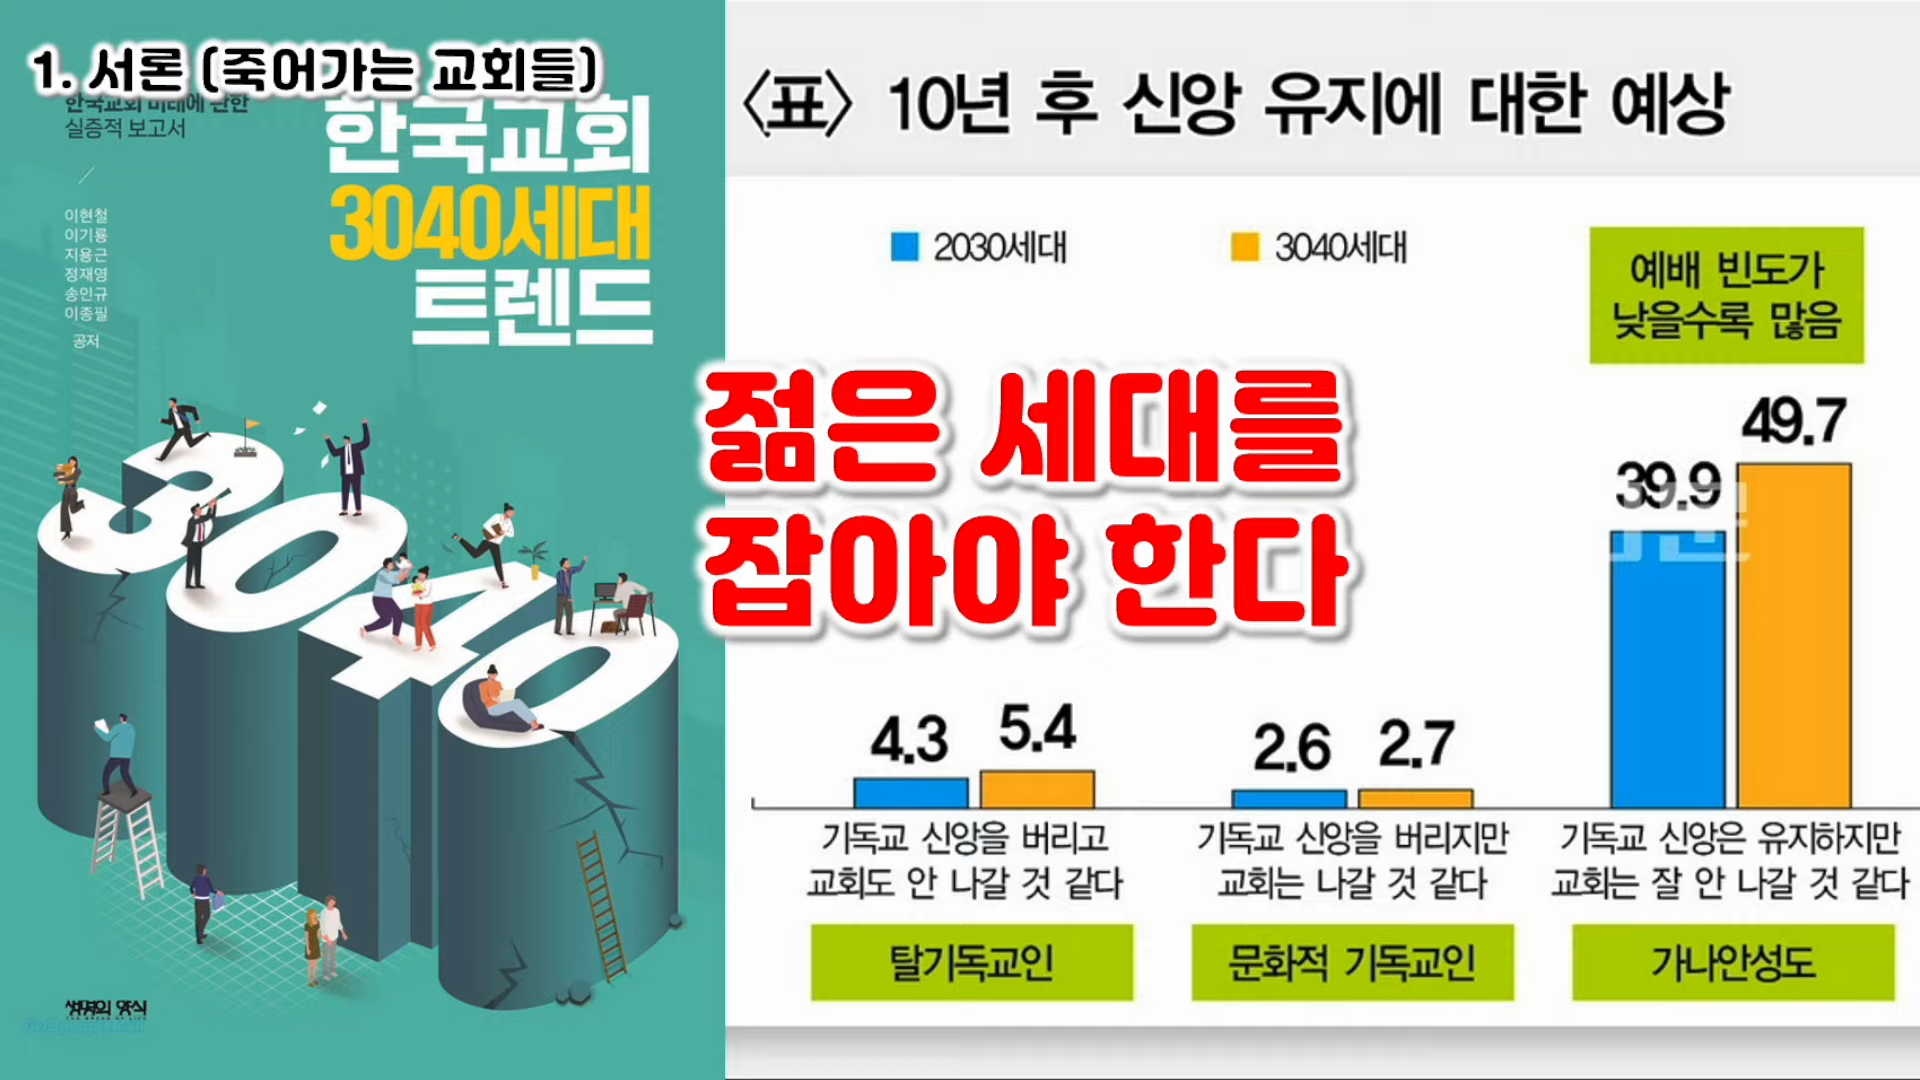 1. 서론 (죽어가는 교회들)
한국교회 미래에 관한
실증적 보고서
이현철
이기룡
지용근
정재영
송인규
이종필
공저
한국교회
3040세대
트렌드
생명의 양식
젊은 세대를
잡아야 한다
〈표〉 10년 후 신앙 유지에 대한 예상
2030세대
3040세대
예배 빈도가
낮을수록 많음
4.3
5.4
2.6
2.7
39.9
49.7
기독교 신앙을 버리고
교회도 안 나갈 것 같다
기독교 신앙을 버리지만
교회는 나갈 것 같다
기독교 신앙은 유지하지만
교회는 잘 안 나갈 것 같다
탈기독교인
문화적 기독교인
가나안성도